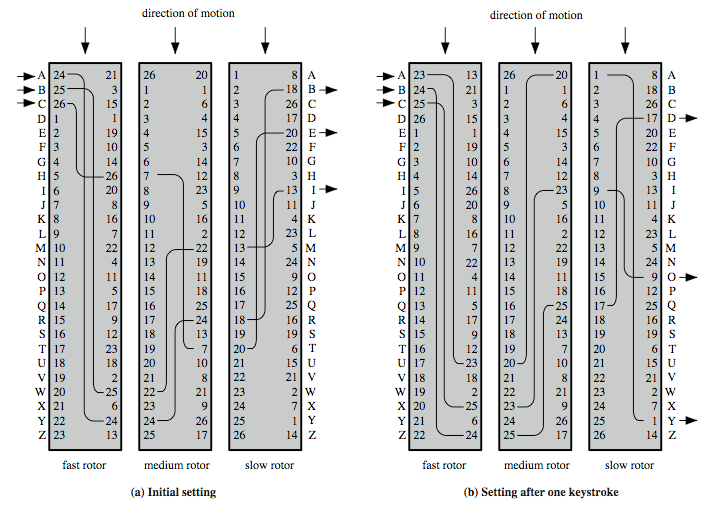 direction of motion
A 24 21 26 20 1 8 A
B 25 3 1 1 2 18 B
C 26 15 2 6 3 26 C
D 1 1 3 4 4 17 D
E 2 19 4 15 5 20 E
F 3 10 5 3 6 22 F
G 4 14 6 14 7 10 G
H 5 26 7 12 8 3 H
I 6 20 8 23 9 13 I
J 7 8 9 5 10 11 J
K 8 16 10 16 11 4 K
L 9 7 11 2 12 23 L
M 10 22 12 22 13 5 M
N 11 4 13 19 14 24 N
O 12 11 14 11 15 9 O
P 13 5 15 18 16 12 P
Q 14 17 16 25 17 25 Q
R 15 9 17 24 18 16 R
S 16 12 18 13 19 19 S
T 17 23 19 7 20 6 T
U 18 18 20 10 21 15 U
V 19 2 21 8 22 21 V
W 20 25 22 21 23 2 W
X 21 6 23 9 24 7 X
Y 22 24 24 26 25 1 Y
Z 23 13 25 17 26 14 Z
fast rotor medium rotor slow rotor
(a) Initial setting
direction of motion
A 23 13 26 20 1 8 A
B 24 21 1 1 2 18 B
C 25 3 2 6 3 26 C
D 26 15 3 4 4 17 D
E 1 1 4 15 5 20 E
F 2 19 5 3 6 22 F
G 3 10 6 14 7 10 G
H 4 14 7 12 8 3 H
I 5 26 8 23 9 13 I
J 6 20 9 5 10 11 J
K 7 8 10 16 11 4 K
L 8 16 11 2 12 23 L
M 9 7 12 22 13 5 M
N 10 22 13 19 14 24 N
O 11 4 14 11 15 9 O
P 12 11 15 18 16 12 P
Q 13 5 16 25 17 25 Q
R 14 17 17 24 18 16 R
S 15 9 18 13 19 19 S
T 16 12 19 7 20 6 T
U 17 23 20 10 21 15 U
V 18 18 21 8 22 21 V
W 19 2 22 21 23 2 W
X 20 25 23 9 24 7 X
Y 21 6 24 26 25 1 Y
Z 22 24 25 17 26 14 Z
fast rotor medium rotor slow rotor
(b) Setting after one keystroke